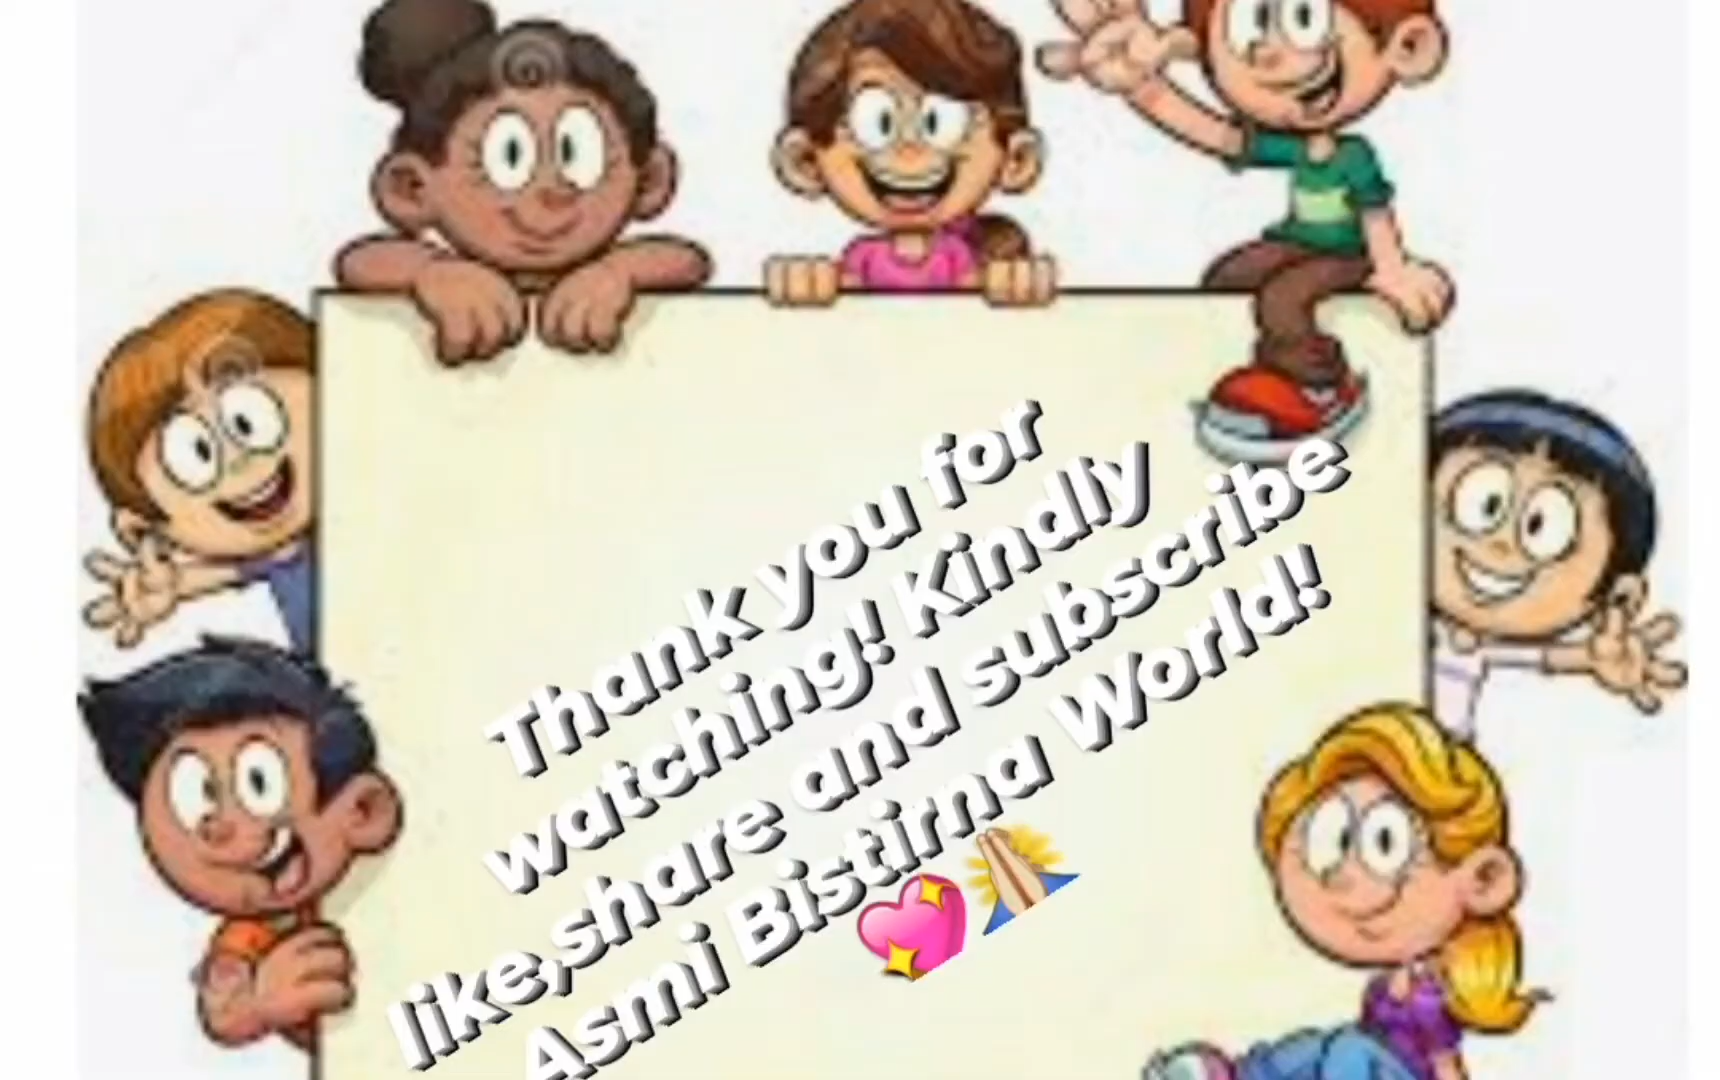 Thank you for
watching! Kindly
like,share and subscribe
Asmi Bistirna World!
💖🙏🏼